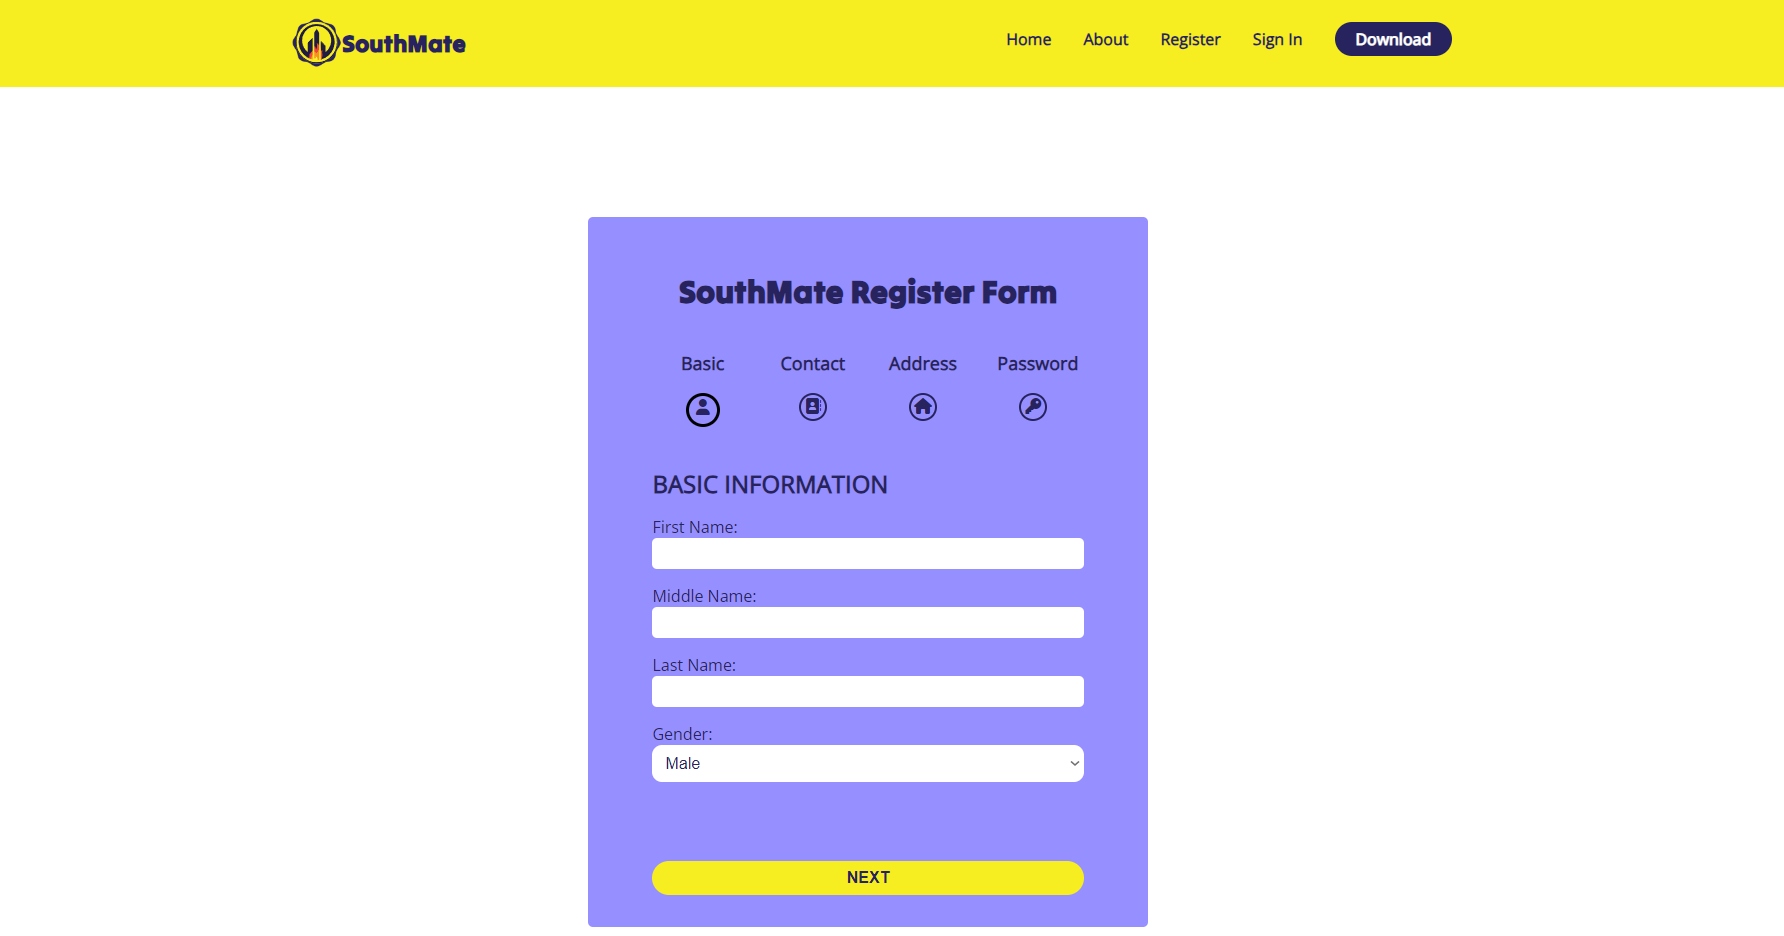 SouthMate
Home About Register Sign In Download
SouthMate Register Form
Basic Contact Address Password
BASIC INFORMATION
First Name:
Middle Name:
Last Name:
Gender:
Male
NEXT